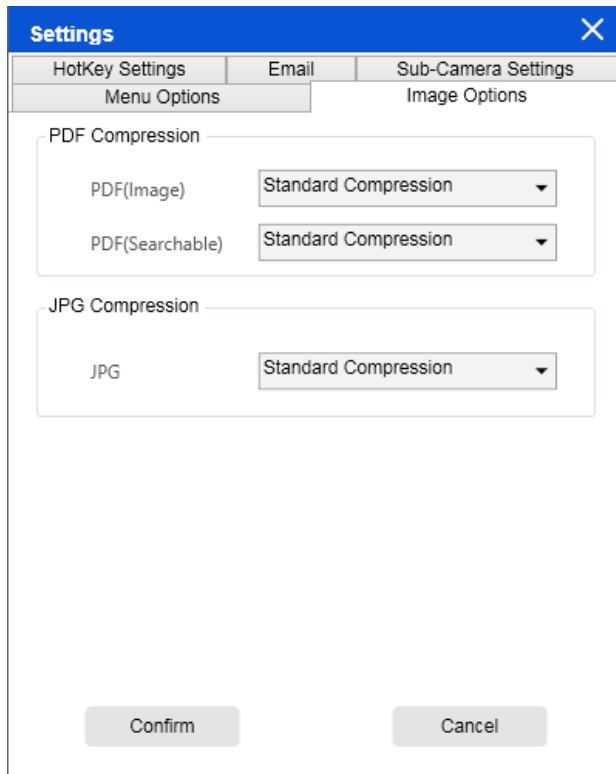 Settings
HotKey Settings Email Sub-Camera Settings
Menu Options Image Options
PDF Compression
PDF(Image) Standard Compression
PDF(Searchable) Standard Compression
JPG Compression
JPG Standard Compression
Confirm Cancel